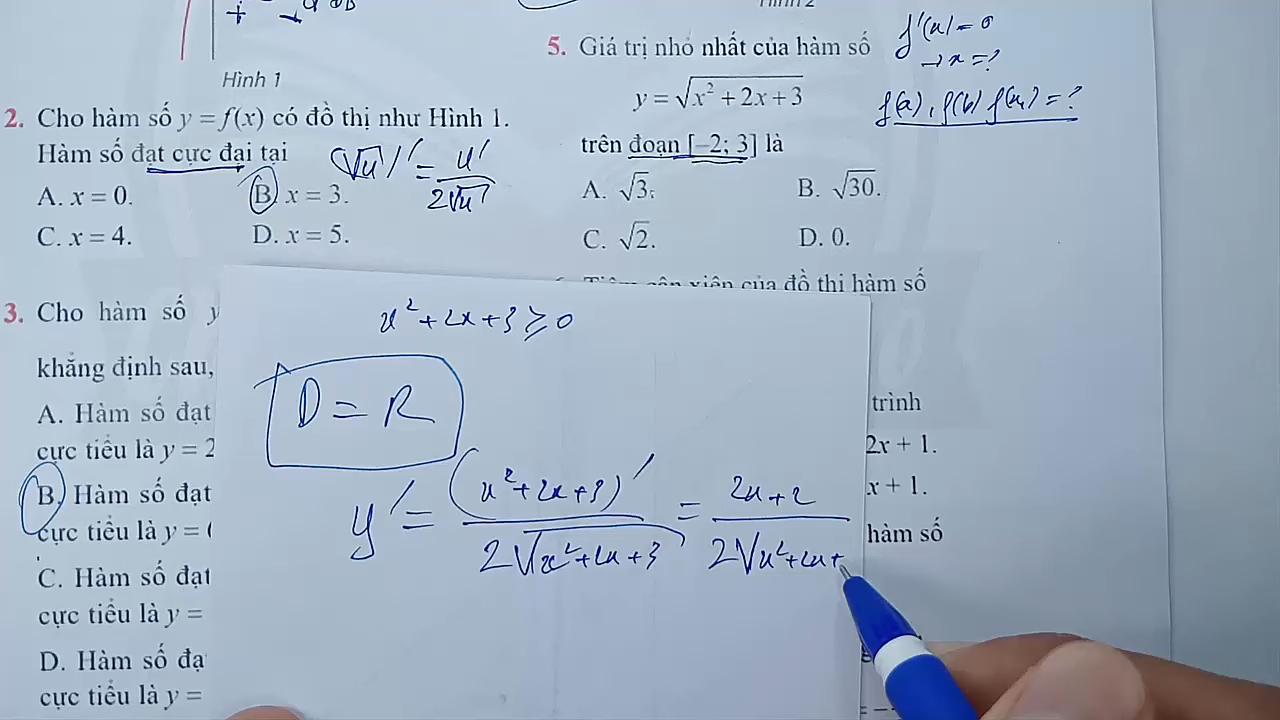 Hình 1
2. Cho hàm số y = f(x) có đồ thị như Hình 1.
Hàm số đạt cực đại tại
(√u)' = u' / 2√u
A. x = 0.
B. x = 3.
C. x = 4.
D. x = 5.
3. Cho hàm số y
khẳng định sau,
A. Hàm số đạt
cực tiểu là y = 2
B. Hàm số đạt
cực tiểu là y =
C. Hàm số đạt
cực tiểu là y =
D. Hàm số đạ
cực tiểu là y =
Hình 2
5. Giá trị nhỏ nhất của hàm số
y = √(x² + 2x + 3)
trên đoạn [−2; 3] là
A. √3.
B. √30.
C. √2.
D. 0.
f'(x) = 0
→ x = ?
f(a), f(b) f(x₁) = ?
của đồ thị hàm số
trình
2x + 1.
x + 1.
hàm số
x² + 2x + 3 ≥ 0
D = R
y' = (x² + 2x + 3)' / 2√(x² + 2x + 3) = 2x + 2 / 2√(x² + 2x +